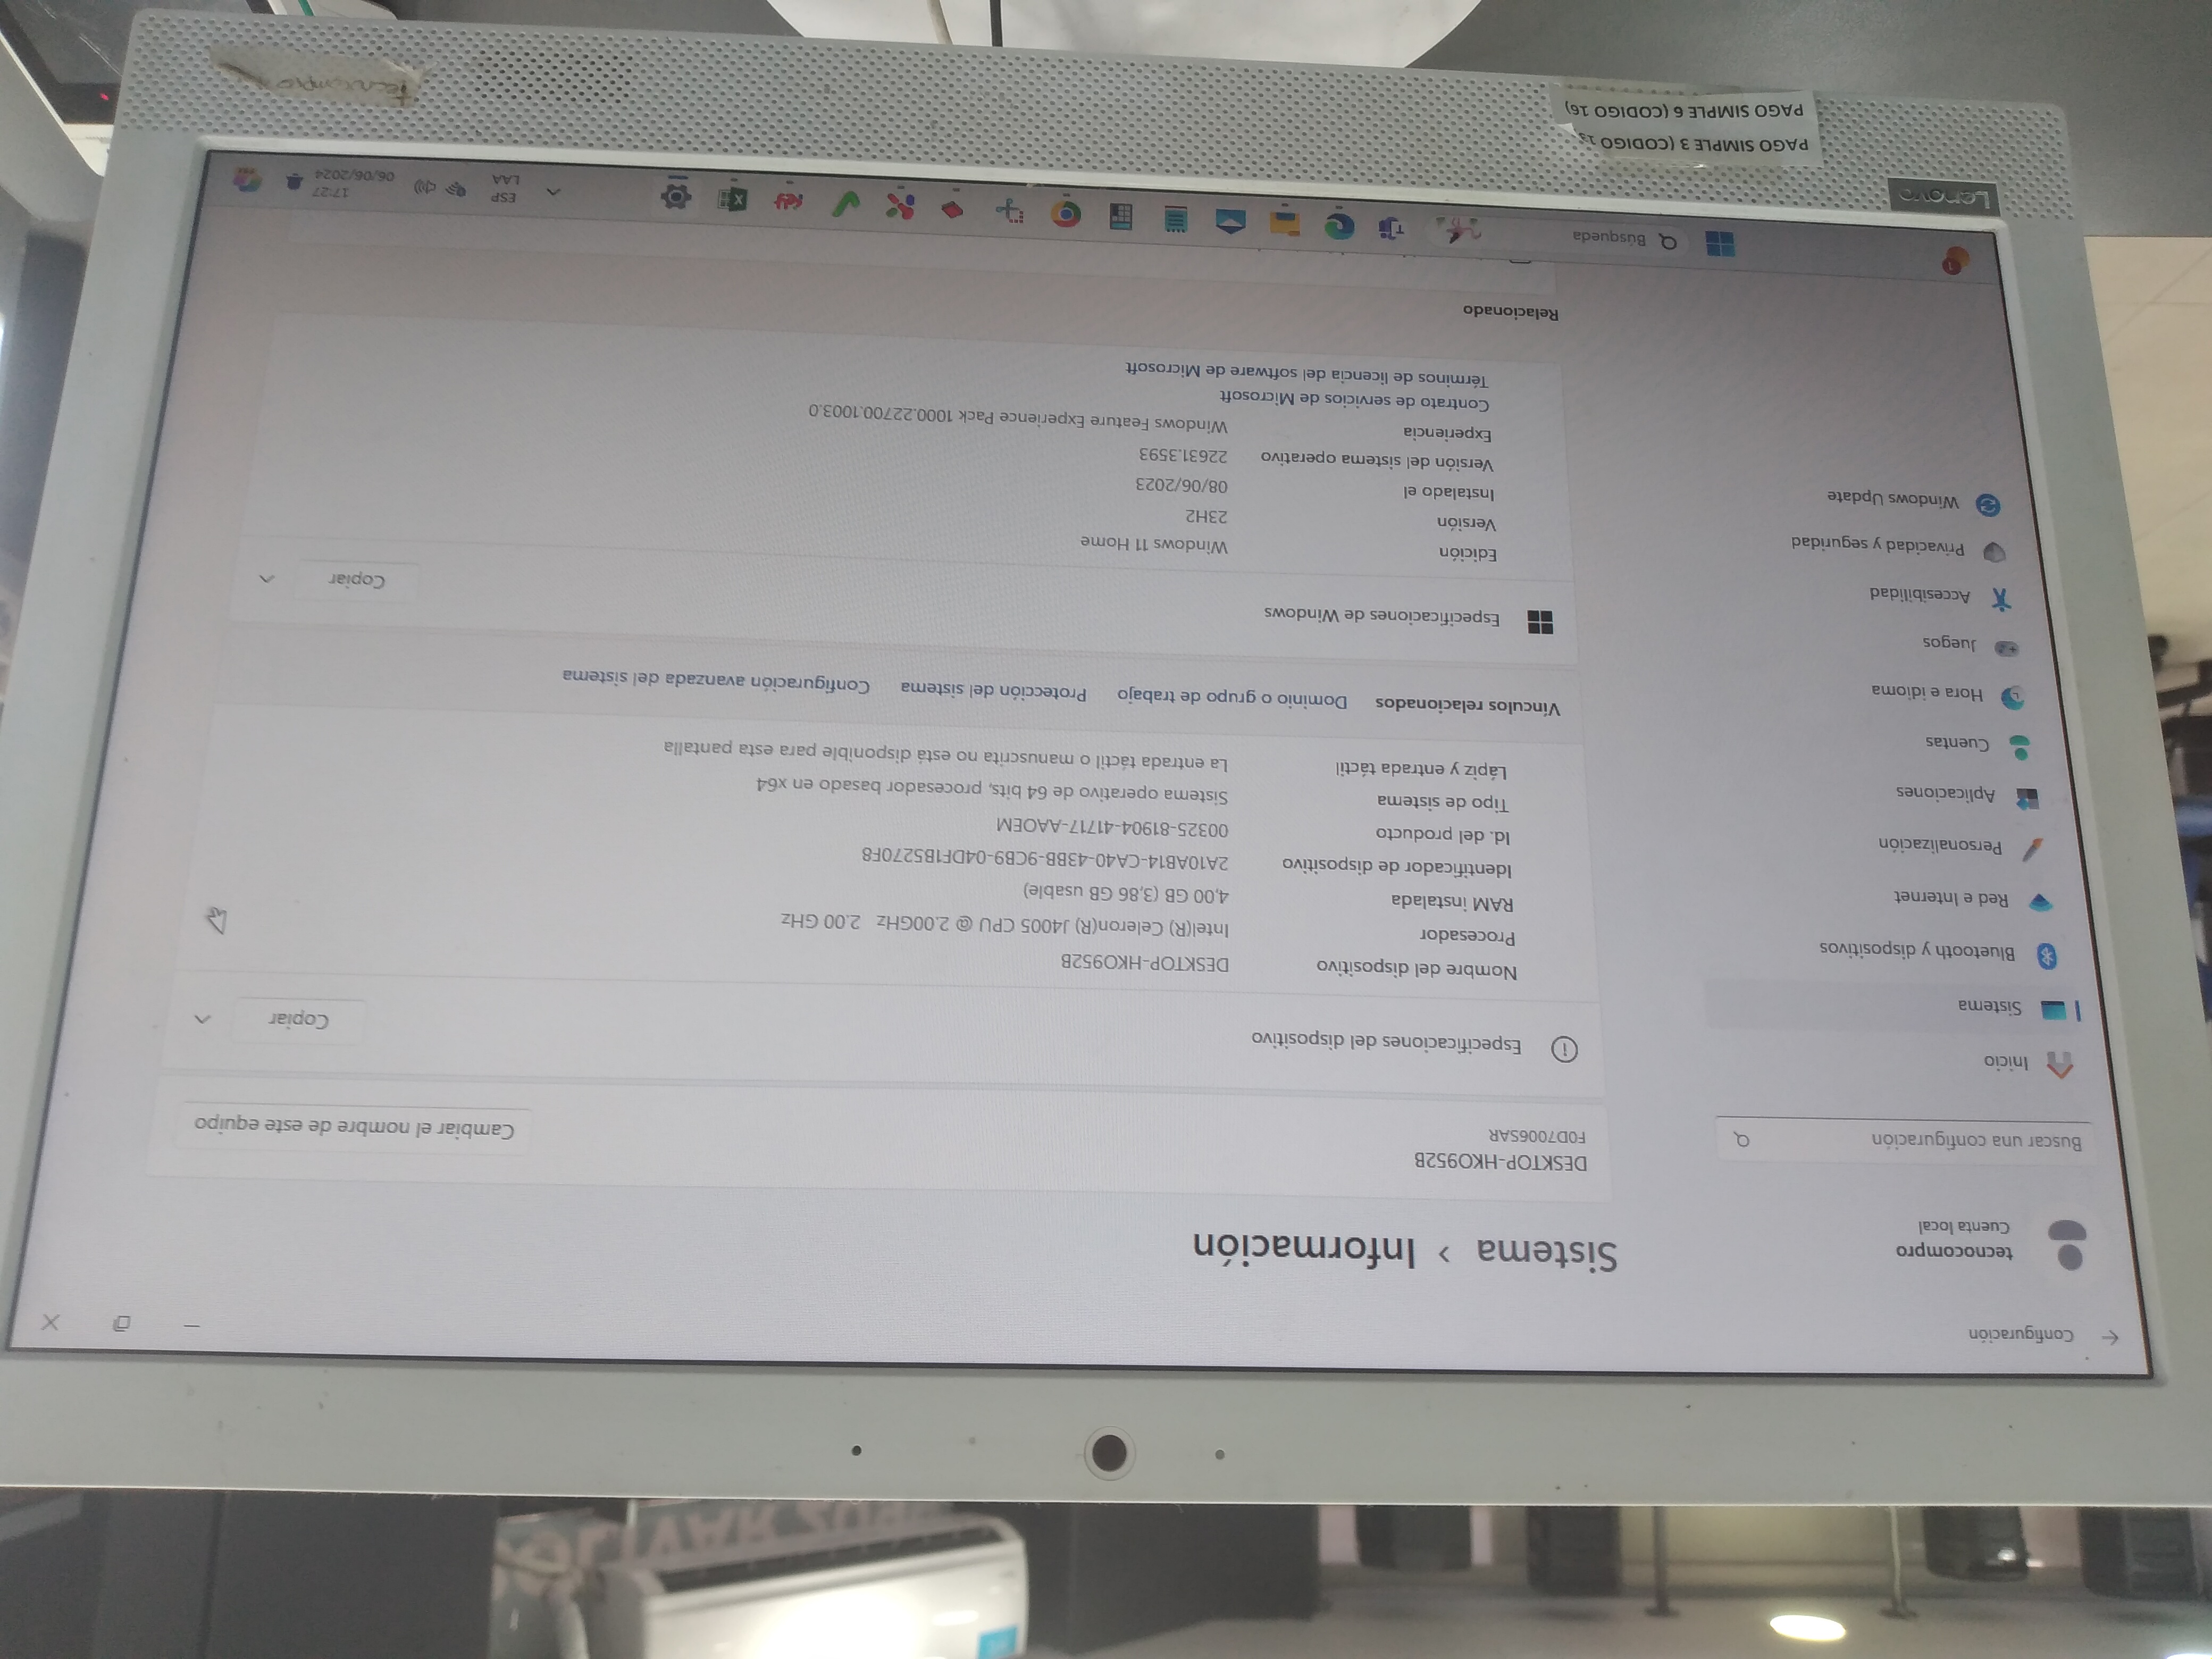 Configuración
tecnocompro
Cuenta local
Buscar una configuración
Inicio
Sistema
Bluetooth y dispositivos
Red e Internet
Personalización
Aplicaciones
Cuentas
Hora e idioma
Juegos
Accesibilidad
Privacidad y seguridad
Windows Update
Sistema > Información
DESKTOP-HKO952B
F0D7006SAR
Cambiar el nombre de este equipo
Especificaciones del dispositivo
Copiar
Nombre del dispositivo DESKTOP-HKO952B
Procesador Intel(R) Celeron(R) J4005 CPU @ 2.00GHz 2.00 GHz
RAM instalada 4,00 GB (3,86 GB usable)
Identificador de dispositivo 2A10AB14-CA40-43BB-9CB9-04DF1B5270F8
Id. del producto 00325-81904-41717-AAOEM
Tipo de sistema Sistema operativo de 64 bits, procesador basado en x64
Lápiz y entrada táctil La entrada táctil o manuscrita no está disponible para esta pantalla
Vínculos relacionados Dominio o grupo de trabajo Protección del sistema Configuración avanzada del sistema
Especificaciones de Windows
Copiar
Edición Windows 11 Home
Versión 23H2
Instalado el 08/06/2023
Versión del sistema operativo 22631.3593
Experiencia Windows Feature Experience Pack 1000.22700.1003.0
Contrato de servicios de Microsoft
Términos de licencia del software de Microsoft
Relacionado
1
Búsqueda
ESP
LAA
17:27
06/06/2024
Lenovo
PAGO SIMPLE 3 (CODIGO
PAGO SIMPLE 6 (CODIGO 16)
tecnocompro